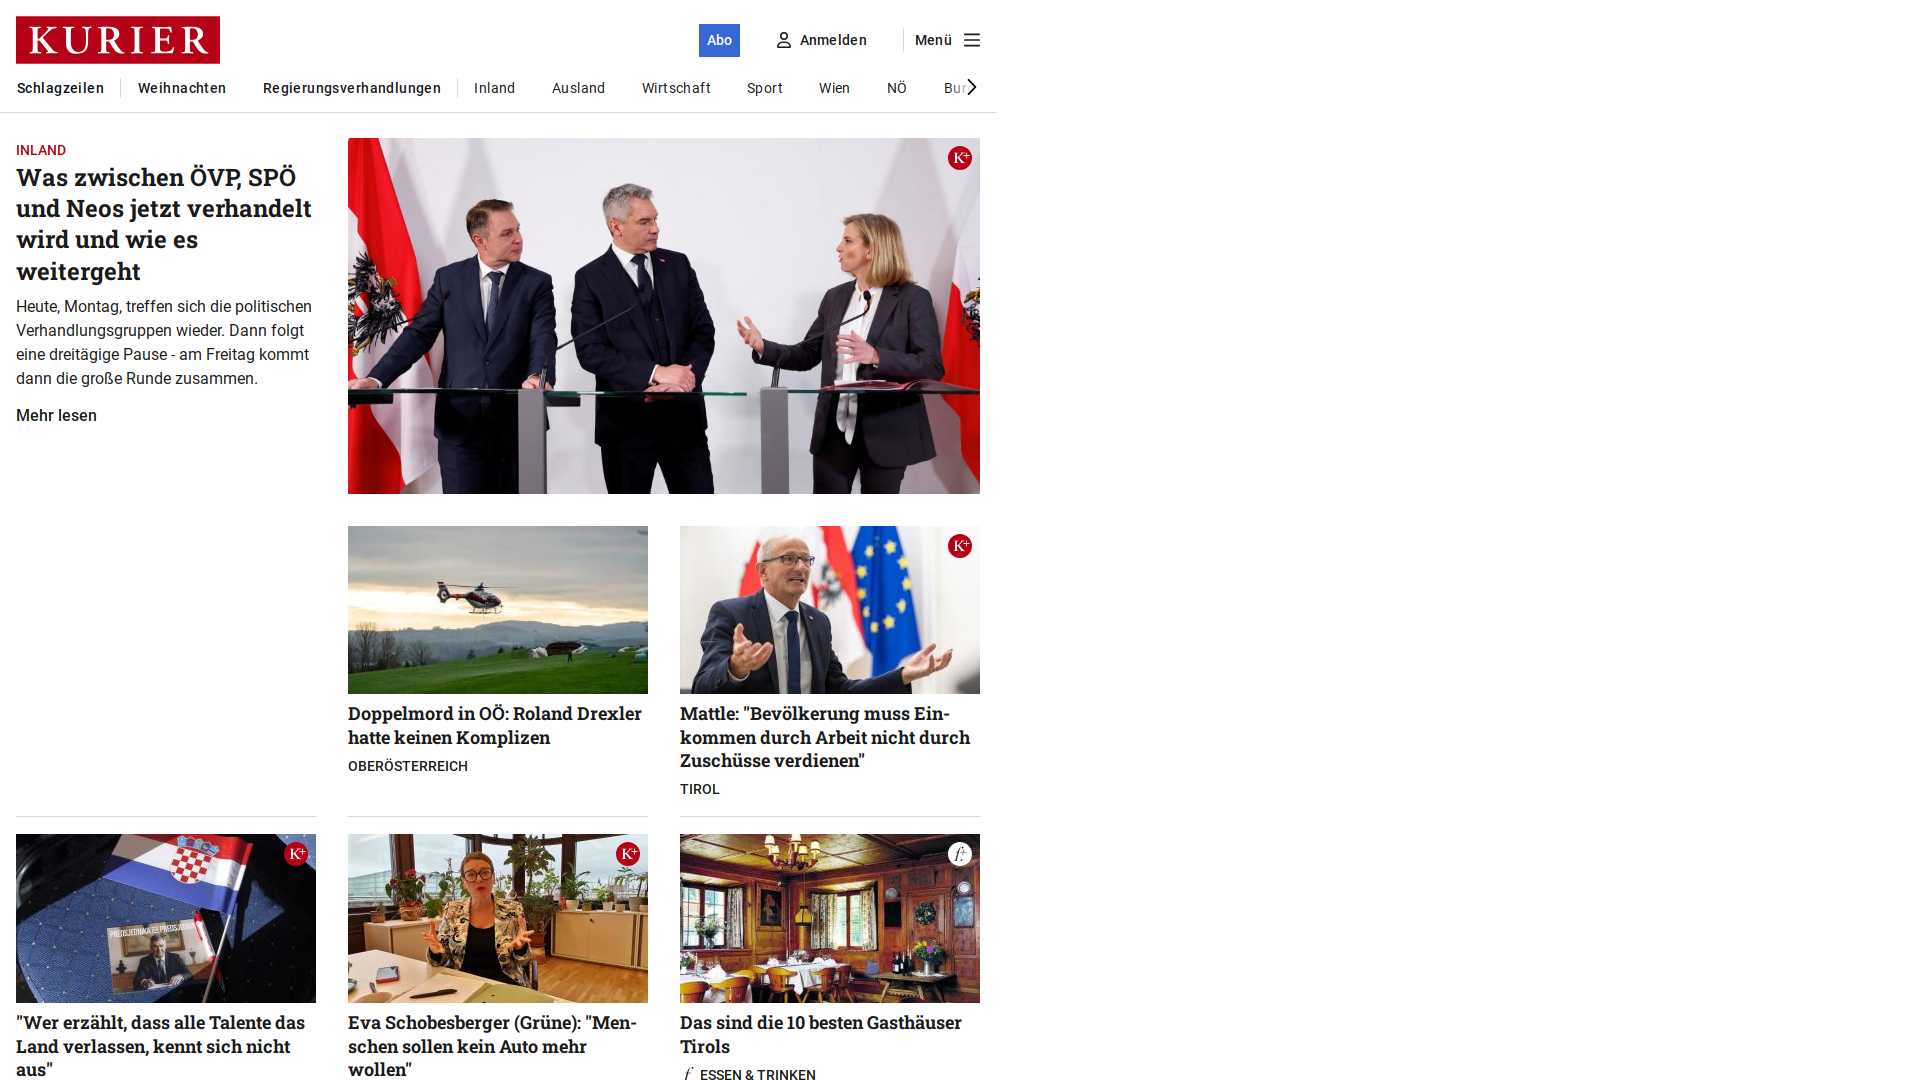 KURIER
Abo
Anmelden
Menü
Schlagzeilen
Weihnachten
Regierungsverhandlungen
Inland
Ausland
Wirtschaft
Sport
Wien
NÖ
Bur
INLAND
Was zwischen ÖVP, SPÖ
und Neos jetzt verhandelt
wird und wie es
weitergeht
Heute, Montag, treffen sich die politischen
Verhandlungsgruppen wieder. Dann folgt
eine dreitägige Pause - am Freitag kommt
dann die große Runde zusammen.
Mehr lesen
K+
K+
Doppelmord in OÖ: Roland Drexler
hatte keinen Komplizen
OBERÖSTERREICH
Mattle: "Bevölkerung muss Ein-
kommen durch Arbeit nicht durch
Zuschüsse verdienen"
TIROL
K+
PREDSJEDNIKA
"Wer erzählt, dass alle Talente das
Land verlassen, kennt sich nicht
aus"
K+
Eva Schobesberger (Grüne): "Men-
schen sollen kein Auto mehr
wollen"
f+
Das sind die 10 besten Gasthäuser
Tirols
f ESSEN & TRINKEN